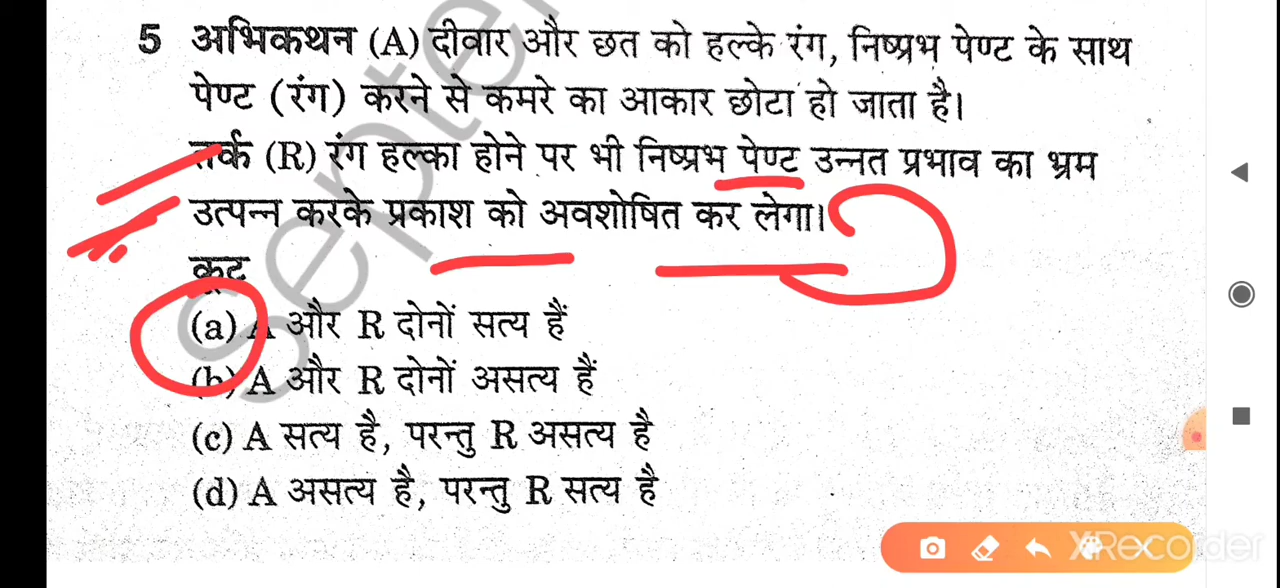 5 अभिकथन (A) दीवार और छत को हल्के रंग, निष्प्रभ पेण्ट के साथ
पेण्ट (रंग) करने से कमरे का आकार छोटा हो जाता है।
तर्क (R) रंग हल्का होने पर भी निष्प्रभ पेण्ट उन्नत प्रभाव का भ्रम
उत्पन्न करके प्रकाश को अवशोषित कर लेगा।
कूट
(a) A और R दोनों सत्य हैं
(b) A और R दोनों असत्य हैं
(c) A सत्य है, परन्तु R असत्य है
(d) A असत्य है, परन्तु R सत्य है
XRecorder